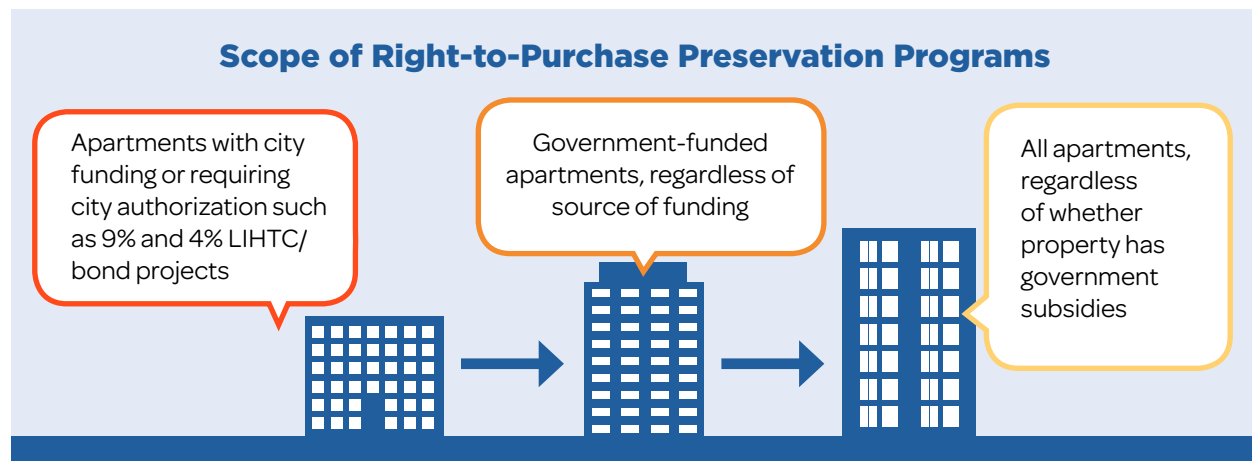 Scope of Right-to-Purchase Preservation Programs
Apartments with city
funding or requiring
city authorization such
as 9% and 4% LIHTC/
bond projects
Government-funded
apartments, regardless of
source of funding
All apartments,
regardless
of whether
property has
government
subsidies